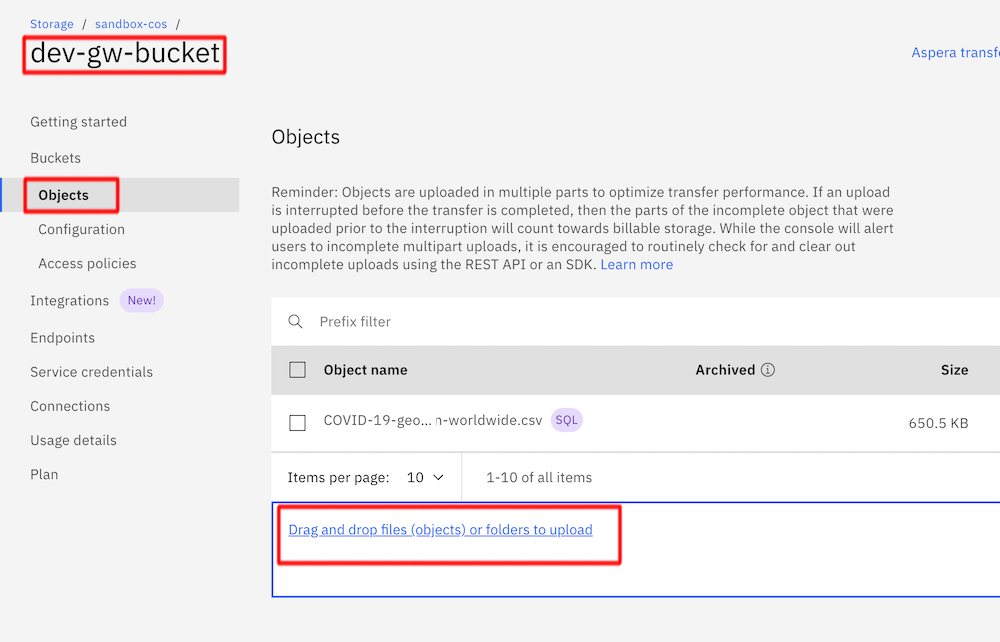 Storage / sandbox-cos /
dev-gw-bucket
Aspera transfe
Getting started
Buckets
Objects
Configuration
Access policies
Integrations New!
Endpoints
Service credentials
Connections
Usage details
Plan
Objects
Reminder: Objects are uploaded in multiple parts to optimize transfer performance. If an upload
is interrupted before the transfer is completed, then the parts of the incomplete object that were
uploaded prior to the interruption will count towards billable storage. While the console will alert
users to incomplete multipart uploads, it is encouraged to routinely check for and clear out
incomplete uploads using the REST API or an SDK. Learn more
Prefix filter
Object name Archived Size
COVID-19-geo... n-worldwide.csv SQL 650.5 KB
Items per page: 10 1-10 of all items
Drag and drop files (objects) or folders to upload